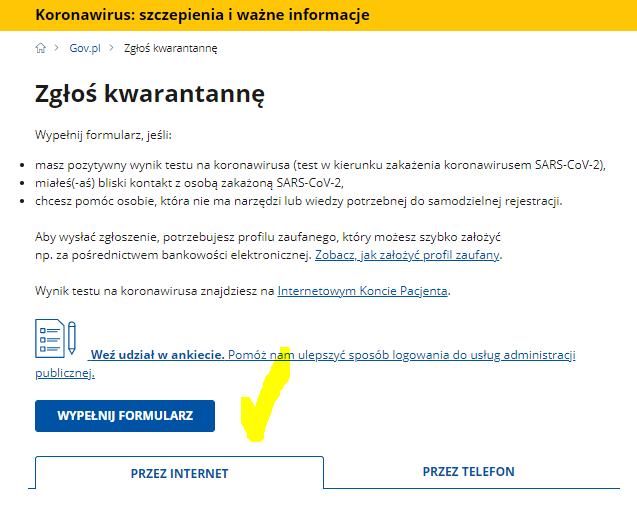 Koronawirus: szczepienia i ważne informacje
Gov.pl > Zgłoś kwarantannę
Zgłoś kwarantannę
Wypełnij formularz, jeśli:
• masz pozytywny wynik testu na koronawirusa (test w kierunku zakażenia koronawirusem SARS-CoV-2),
• miałeś(-aś) bliski kontakt z osobą zakażoną SARS-CoV-2,
• chcesz pomóc osobie, która nie ma narzędzi lub wiedzy potrzebnej do samodzielnej rejestracji.
Aby wysłać zgłoszenie, potrzebujesz profilu zaufanego, który możesz szybko założyć
np. za pośrednictwem bankowości elektronicznej. Zobacz, jak założyć profil zaufany.
Wynik testu na koronawirusa znajdziesz na Internetowym Koncie Pacjenta.
Weź udział w ankiecie. Pomóż nam ulepszyć sposób logowania do usług administracji
publicznej.
WYPEŁNIJ FORMULARZ
PRZEZ INTERNET
PRZEZ TELEFON